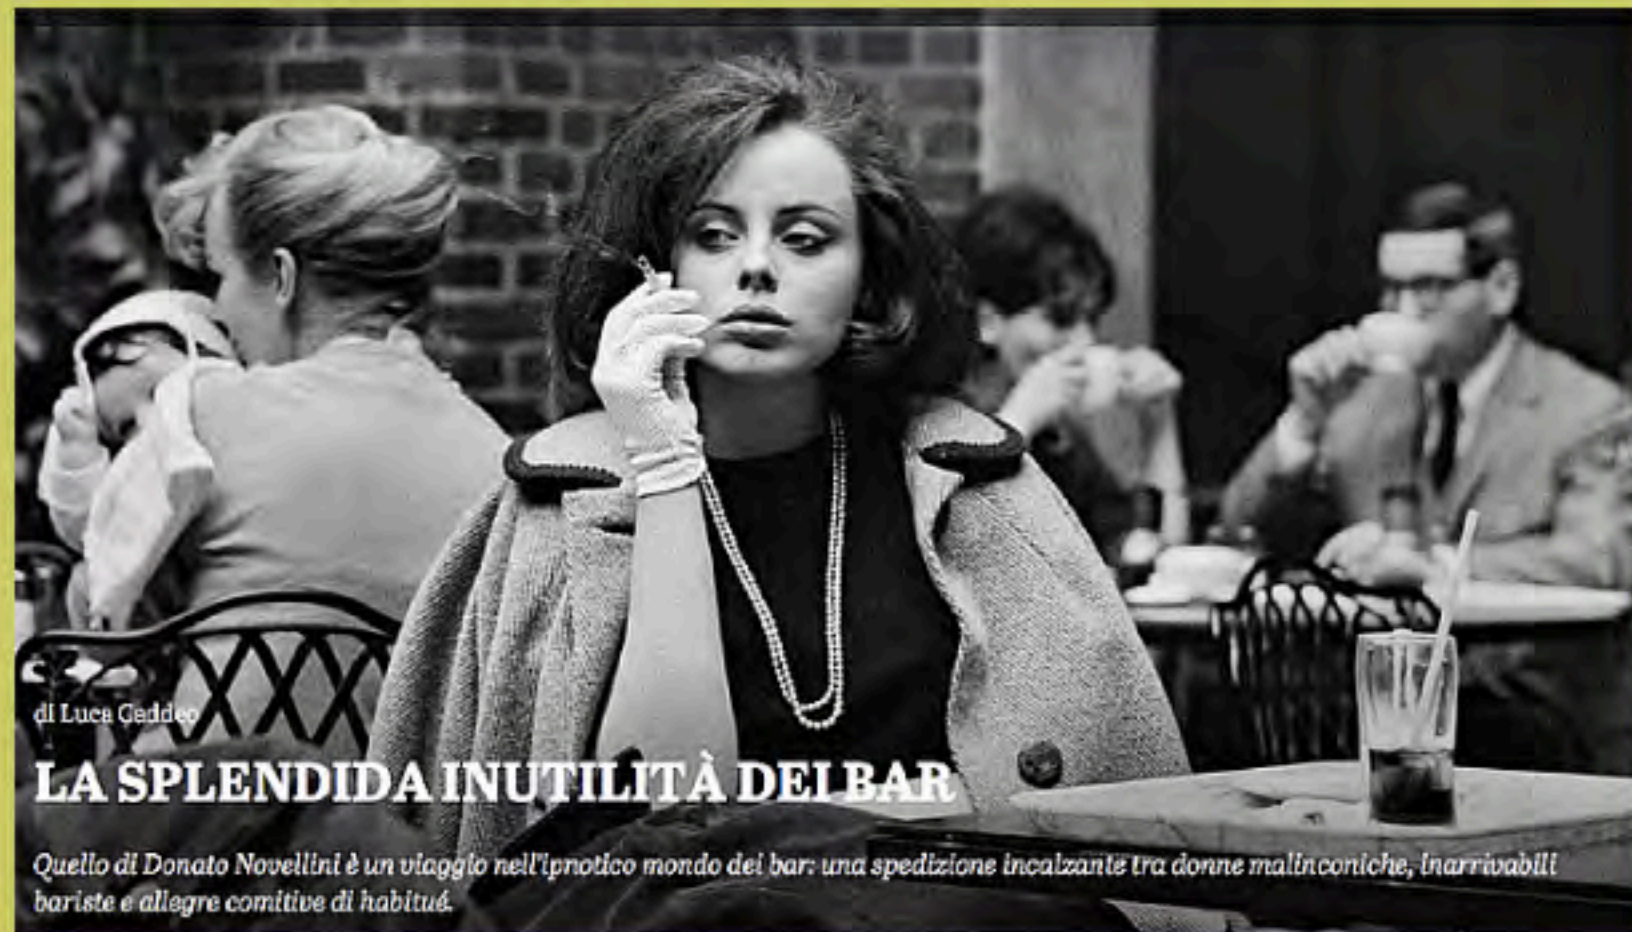 di Luca Gaddeo
LA SPLENDIDA INUTILITÀ DEI BAR
Quello di Donato Novellini è un viaggio nell'ipnotico mondo dei bar: una spedizione incalzante tra donne malinconiche, inarrivabili
bariste e allegre comitive di habitué.